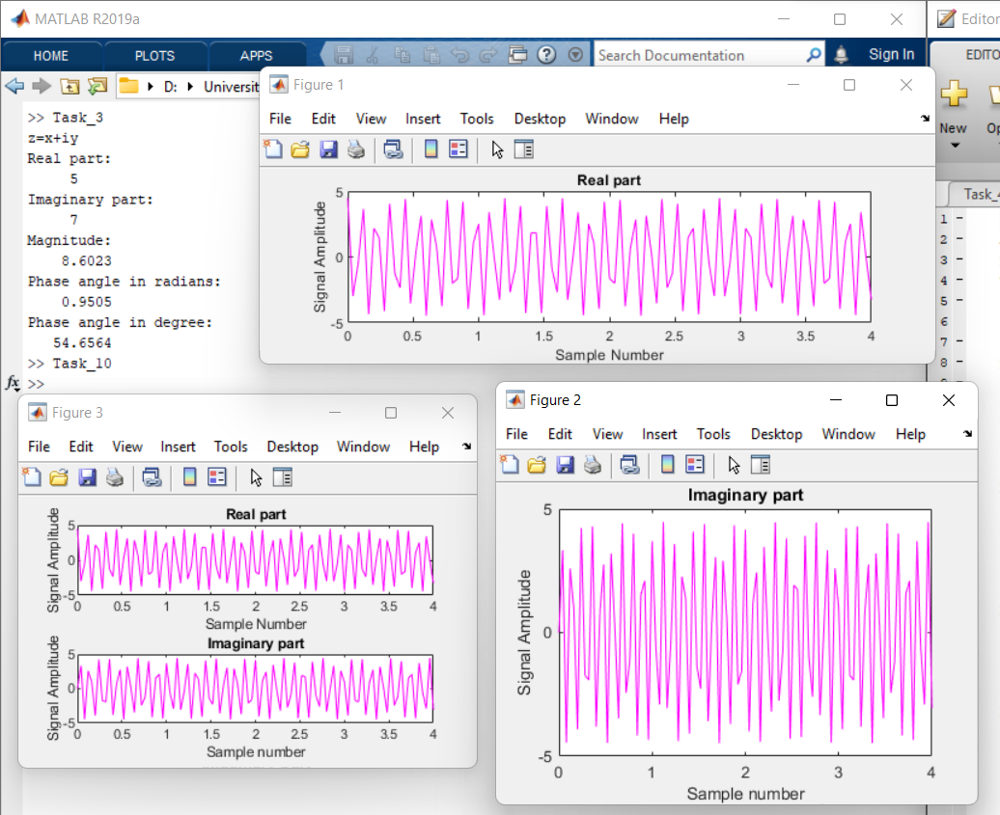 MATLAB R2019a
Editor
HOME PLOTS APPS Search Documentation Sign In
D: Universit
New
>> Task_3
z=x+iy
Real part:
5
Imaginary part:
7
Magnitude:
8.6023
Phase angle in radians:
0.9505
Phase angle in degree:
54.6564
>> Task_10
fx >>
Figure 1
File Edit View Insert Tools Desktop Window Help
Real part
Signal Amplitude
5
0
-5
0 0.5 1 1.5 2 2.5 3 3.5 4
Sample Number
1 -
2 -
3 -
4 -
5 -
6
7 -
8 -
Figure 3
File Edit View Insert Tools Desktop Window Help
Real part
Signal Amplitude
5
0
-5
0 0.5 1 1.5 2 2.5 3 3.5 4
Sample Number
Imaginary part
Signal Amplitude
5
0
-5
0 0.5 1 1.5 2 2.5 3 3.5 4
Sample number
Figure 2
File Edit View Insert Tools Desktop Window Help
Imaginary part
Signal Amplitude
5
0
-5
0 1 2 3 4
Sample number